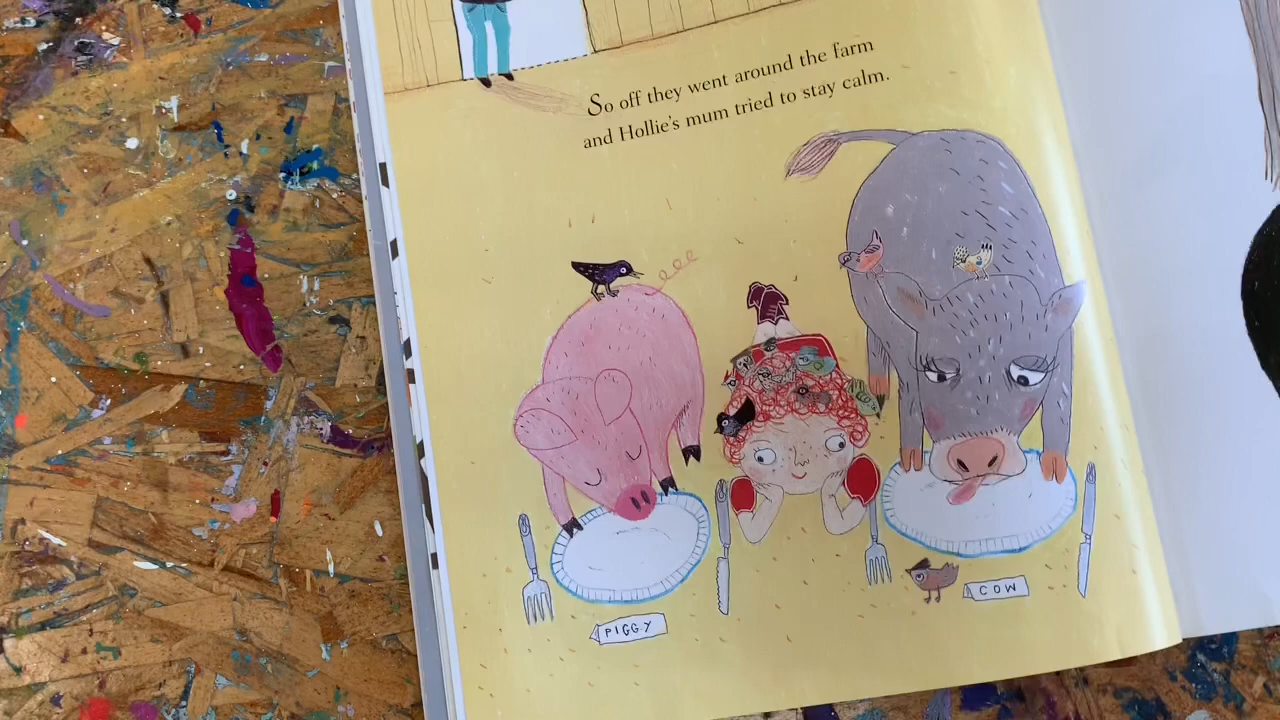 So off they went around the farm
and Hollie's mum tried to stay calm.
COW
PIGGY